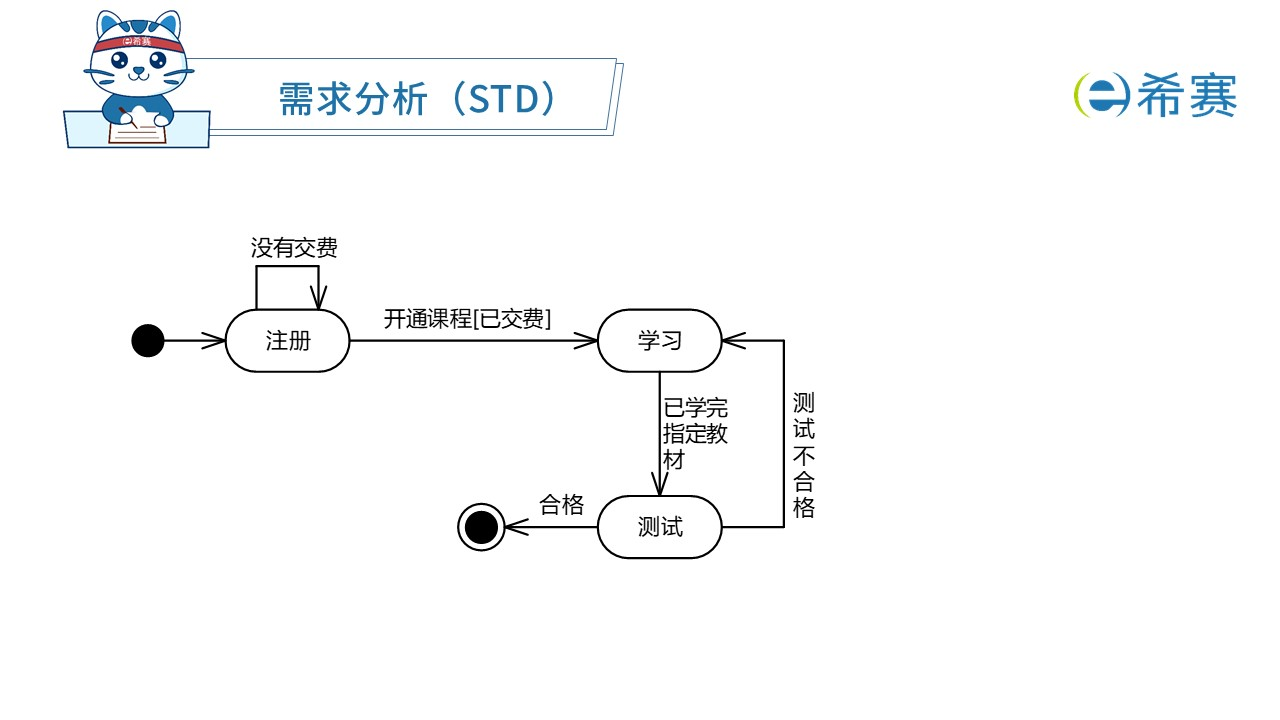 希赛
需求分析（STD）
希赛
没有交费
开通课程[已交费]
注册
学习
已学完
指定教
材
测
试
不
合
格
合格
测试